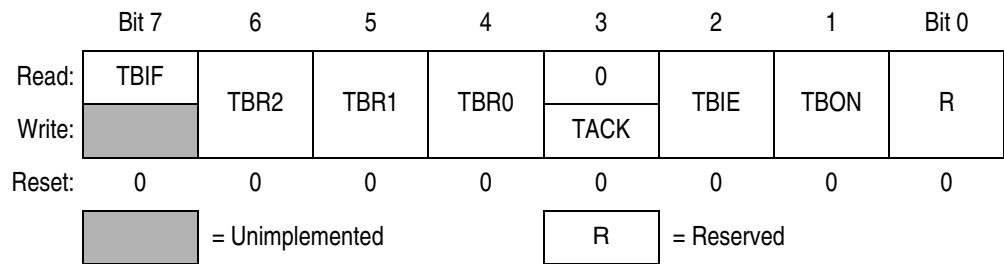 Bit 7 6 5 4 3 2 1 Bit 0
Read: TBIF TBR2 TBR1 TBR0 0 TBIE TBON R
Write: TACK
Reset: 0 0 0 0 0 0 0 0
= Unimplemented R = Reserved